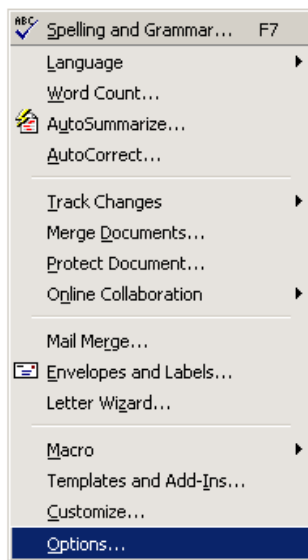 ABC Spelling and Grammar... F7
Language
Word Count...
AutoSummarize...
AutoCorrect...
Track Changes
Merge Documents...
Protect Document...
Online Collaboration
Mail Merge...
Envelopes and Labels...
Letter Wizard...
Macro
Templates and Add-Ins...
Customize...
Options...